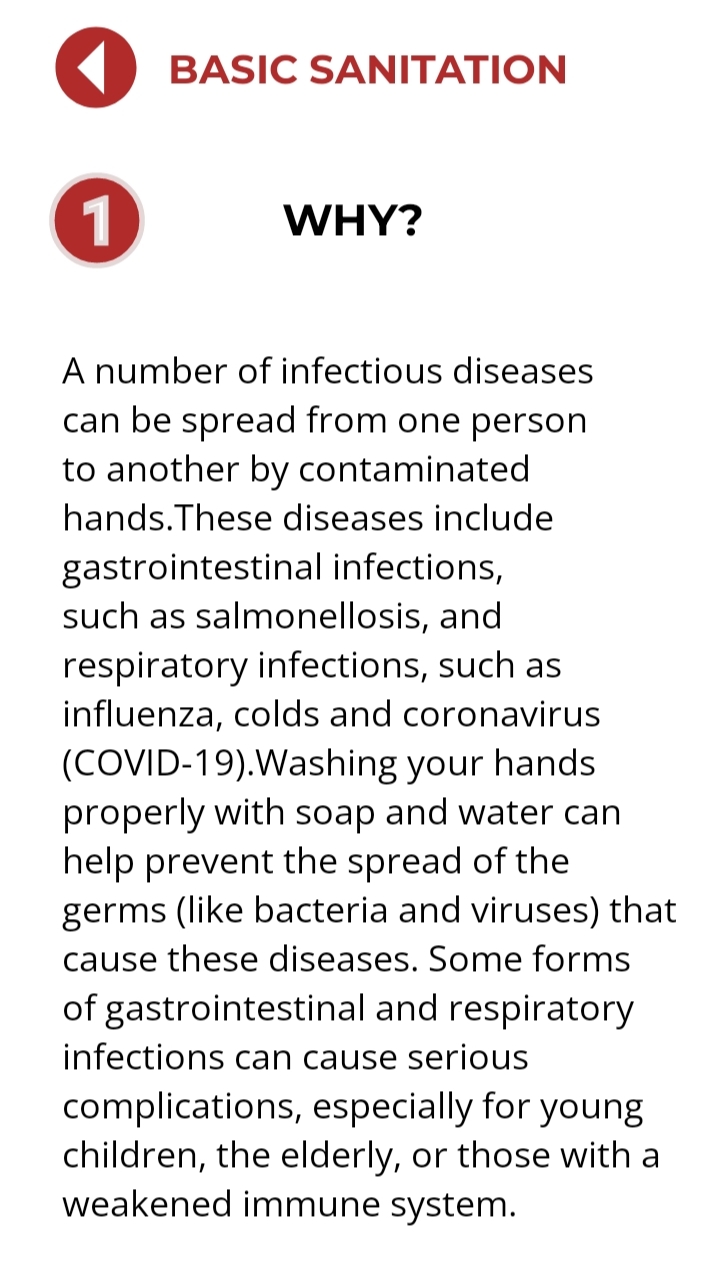 BASIC SANITATION
1
WHY?
A number of infectious diseases
can be spread from one person
to another by contaminated
hands.These diseases include
gastrointestinal infections,
such as salmonellosis, and
respiratory infections, such as
influenza, colds and coronavirus
(COVID-19).Washing your hands
properly with soap and water can
help prevent the spread of the
germs (like bacteria and viruses) that
cause these diseases. Some forms
of gastrointestinal and respiratory
infections can cause serious
complications, especially for young
children, the elderly, or those with a
weakened immune system.